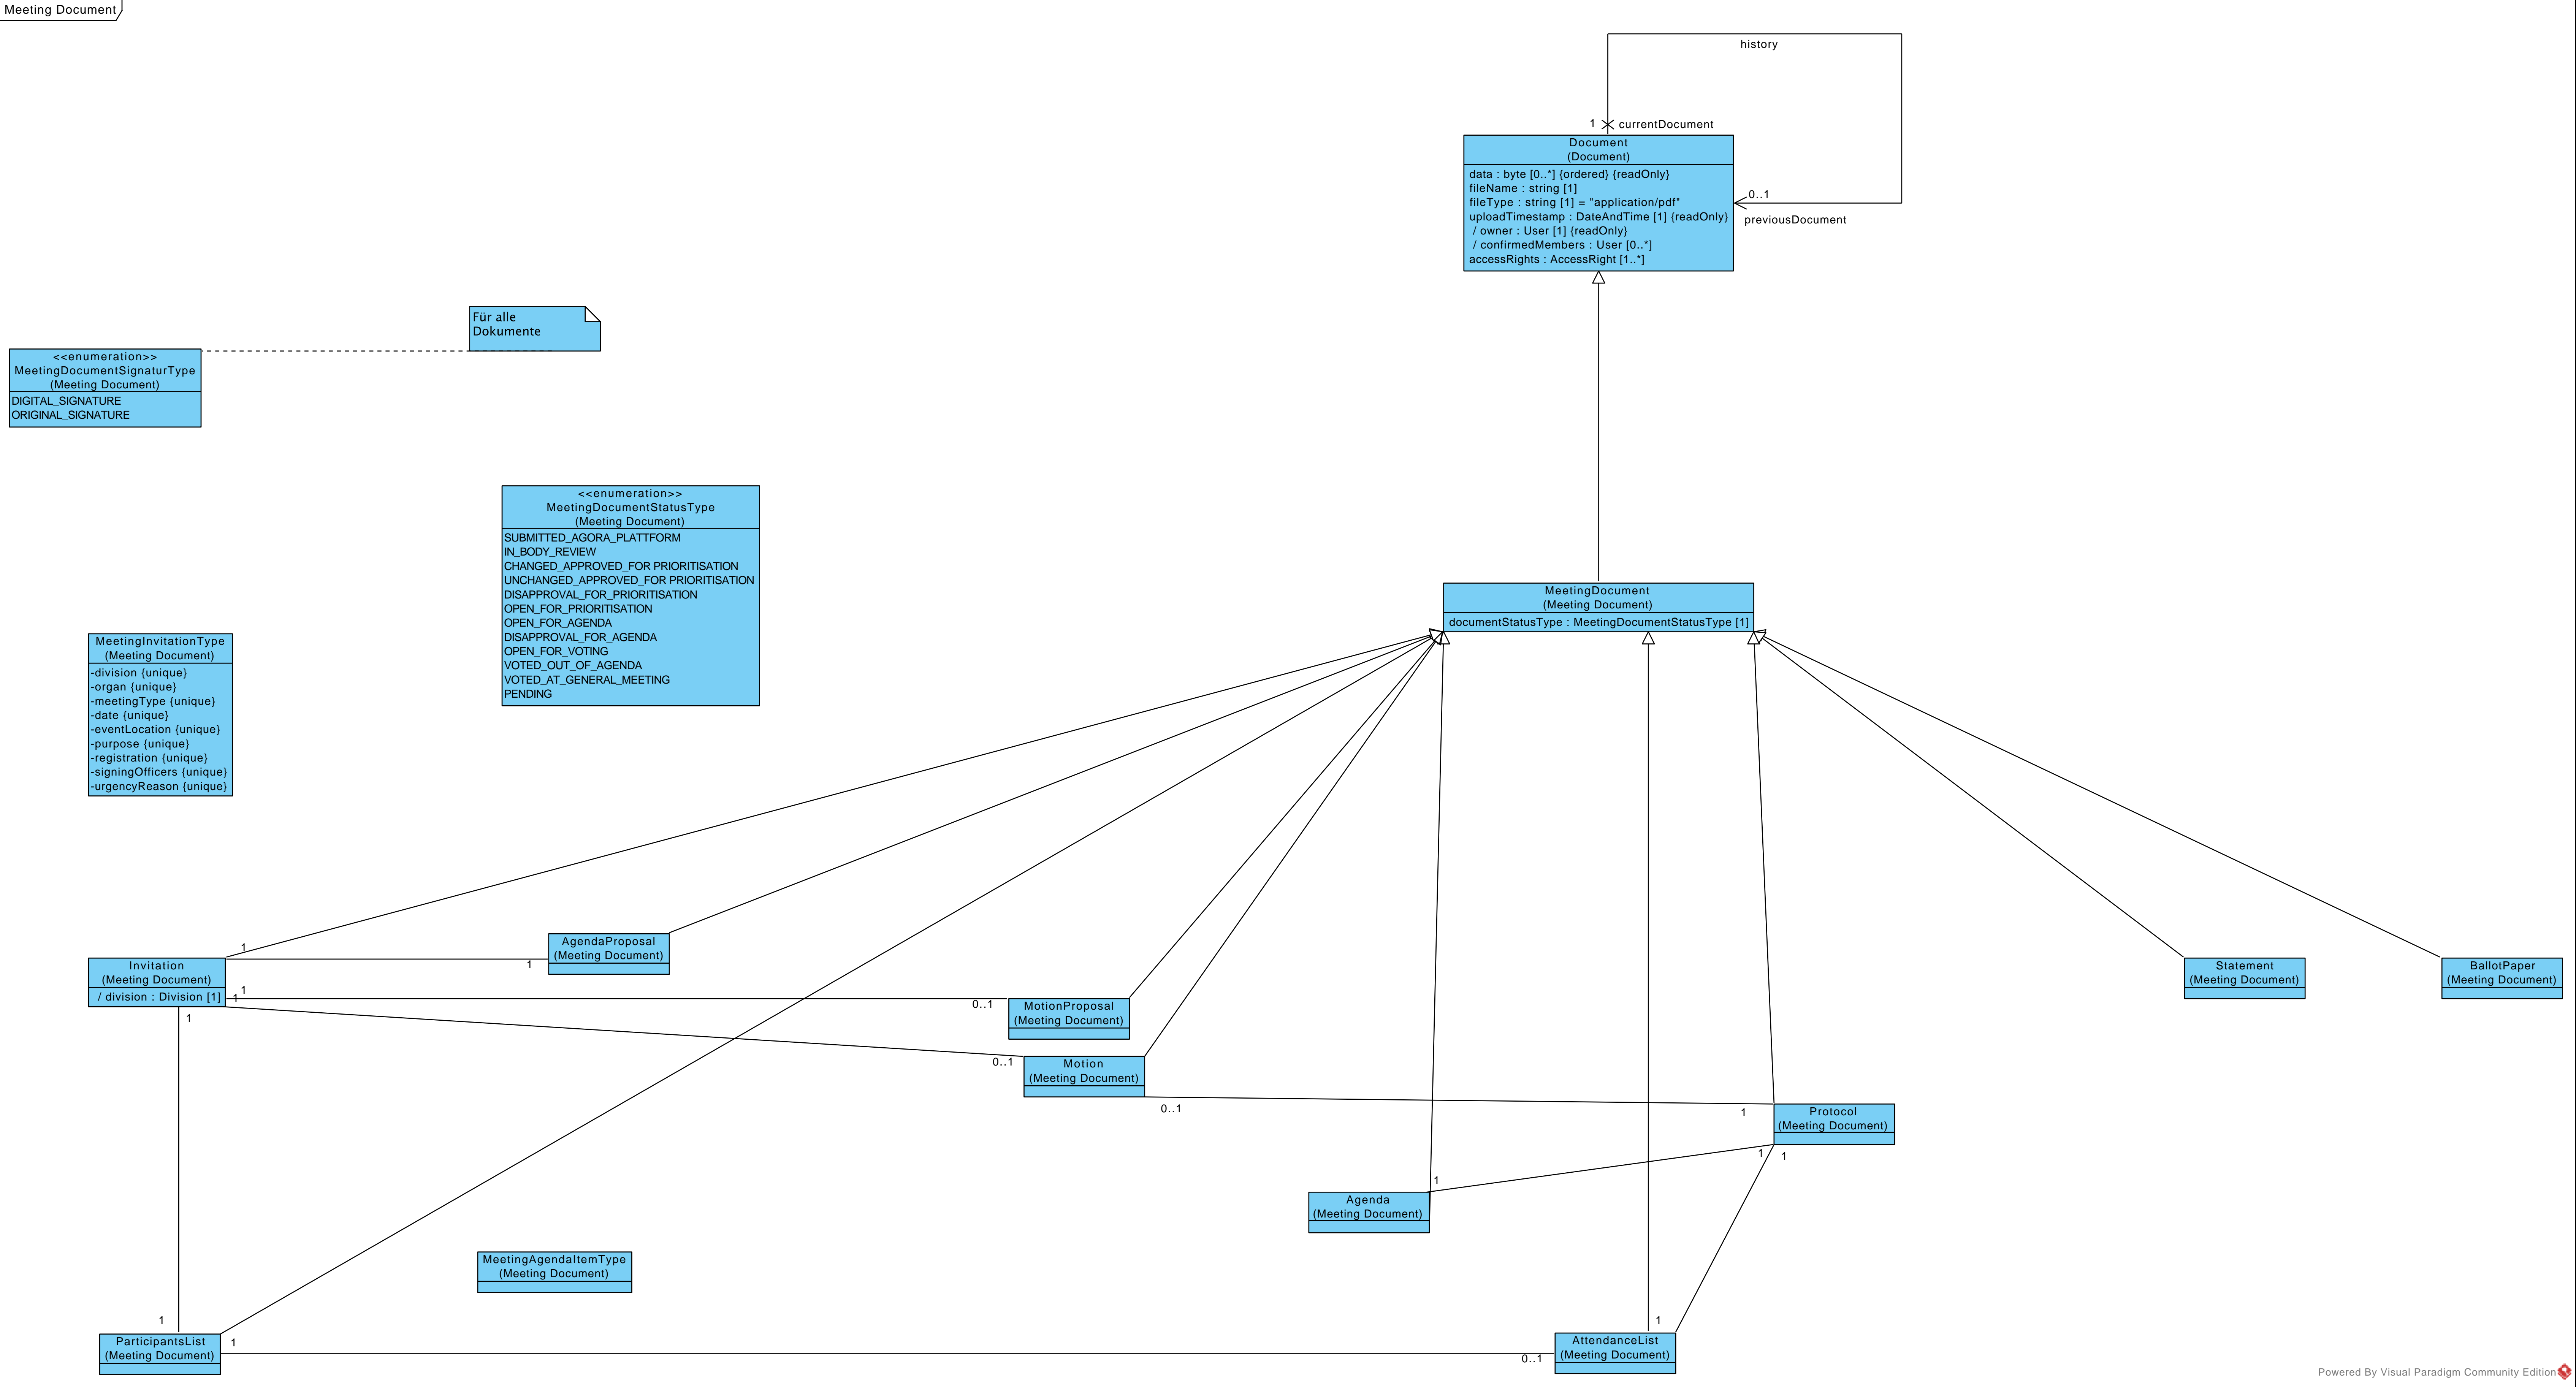 Meeting Document
history
1
currentDocument
Document
(Document)
data : byte [0..*] {ordered} {readOnly}
fileName : string [1]
fileType : string [1] = "application/pdf"
uploadTimestamp : DateAndTime [1] {readOnly}
/ owner : User [1] {readOnly}
/ confirmedMembers : User [0..*]
accessRights : AccessRight [1..*]
0..1
previousDocument
Für alle
Dokumente
<<enumeration>>
MeetingDocumentSignaturType
(Meeting Document)
DIGITAL_SIGNATURE
ORIGINAL_SIGNATURE
<<enumeration>>
MeetingDocumentStatusType
(Meeting Document)
SUBMITTED_AGORA_PLATTFORM
IN_BODY_REVIEW
CHANGED_APPROVED_FOR PRIORITISATION
UNCHANGED_APPROVED_FOR PRIORITISATION
DISAPPROVAL_FOR_PRIORITISATION
OPEN_FOR_PRIORITISATION
OPEN_FOR_AGENDA
DISAPPROVAL_FOR_AGENDA
OPEN_FOR_VOTING
VOTED_OUT_OF_AGENDA
VOTED_AT_GENERAL_MEETING
PENDING
MeetingDocument
(Meeting Document)
documentStatusType : MeetingDocumentStatusType [1]
MeetingInvitationType
(Meeting Document)
-division {unique}
-organ {unique}
-meetingType {unique}
-date {unique}
-eventLocation {unique}
-purpose {unique}
-registration {unique}
-signingOfficers {unique}
-urgencyReason {unique}
AgendaProposal
(Meeting Document)
1
1
Invitation
(Meeting Document)
/ division : Division [1]
1
1
1
0..1
MotionProposal
(Meeting Document)
0..1
Motion
(Meeting Document)
0..1
1
Statement
(Meeting Document)
BallotPaper
(Meeting Document)
Protocol
(Meeting Document)
1
1
1
Agenda
(Meeting Document)
MeetingAgendaItemType
(Meeting Document)
1
1
ParticipantsList
(Meeting Document)
0..1
1
AttendanceList
(Meeting Document)
Powered By Visual Paradigm Community Edition